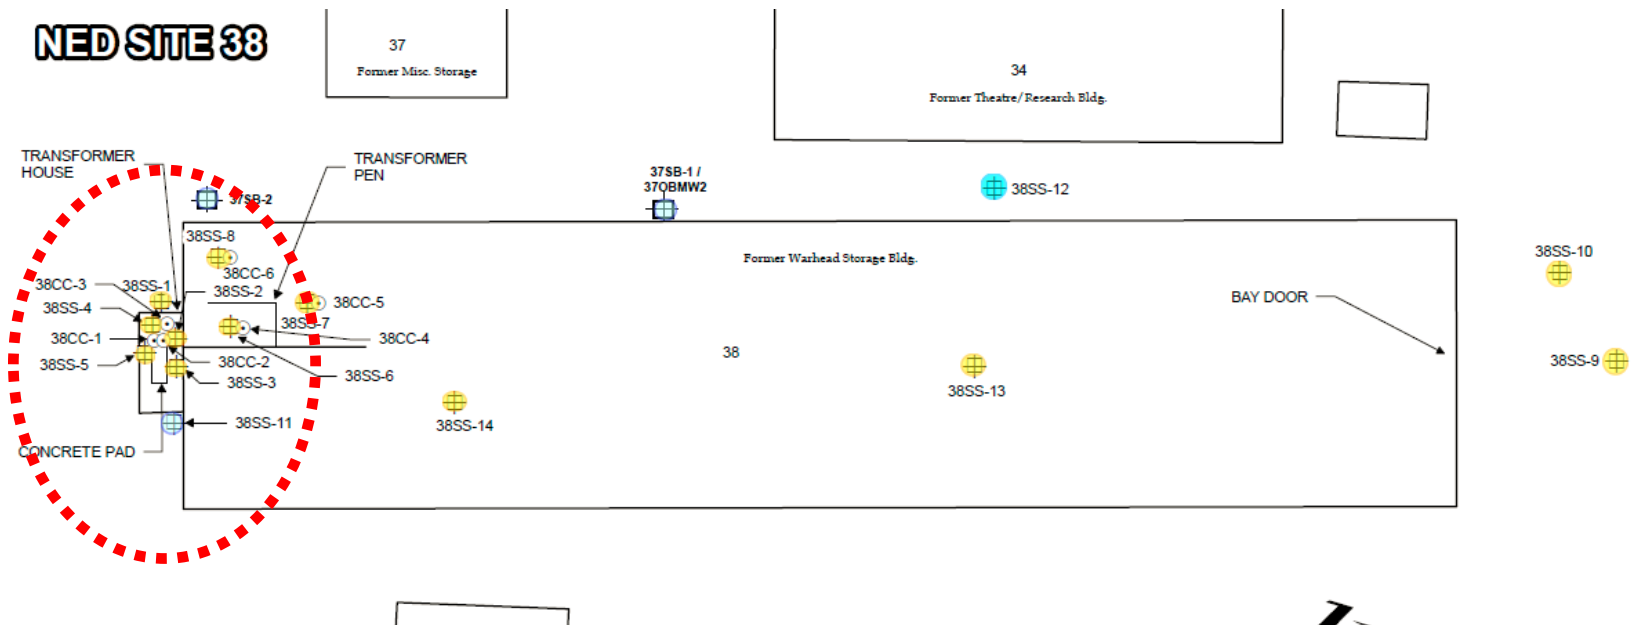 NED SITE 38
37
Former Misc. Storage
34
Former Theatre/Research Bldg.
TRANSFORMER
HOUSE
TRANSFORMER
PEN
37SB-1 /
37OBMW2
38SS-12
37SB-2
38SS-8
38CC-6
Former Warhead Storage Bldg.
38SS-10
38CC-3
38SS-1
38SS-2
38CC-5
BAY DOOR
38SS-4
38SS-7
38CC-1
38CC-4
38
38SS-5
38CC-2
38SS-9
38SS-3
38SS-6
38SS-13
38SS-11
38SS-14
CONCRETE PAD